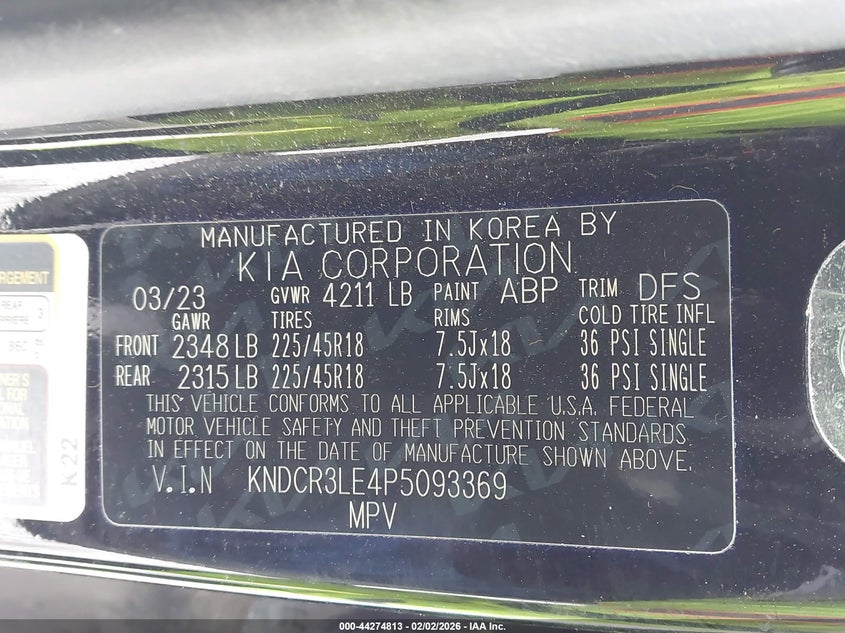 MANUFACTURED IN KOREA BY
KIA CORPORATION
03/23 GVWR 4211 LB PAINT ABP TRIM DFS
GAWR TIRES RIMS COLD TIRE INFL
FRONT 2348 LB 225/45R18 7.5Jx18 36 PSI SINGLE
REAR 2315 LB 225/45R18 7.5Jx18 36 PSI SINGLE
THIS VEHICLE CONFORMS TO ALL APPLICABLE U.S.A. FEDERAL
MOTOR VEHICLE SAFETY AND THEFT PREVENTION STANDARDS
IN EFFECT ON THE DATE OF MANUFACTURE SHOWN ABOVE.
V.I.N KNDCR3LE4P5093369
MPV
REAR
3
K22
000-44274813 - 02/02/2026 - IAA Inc.